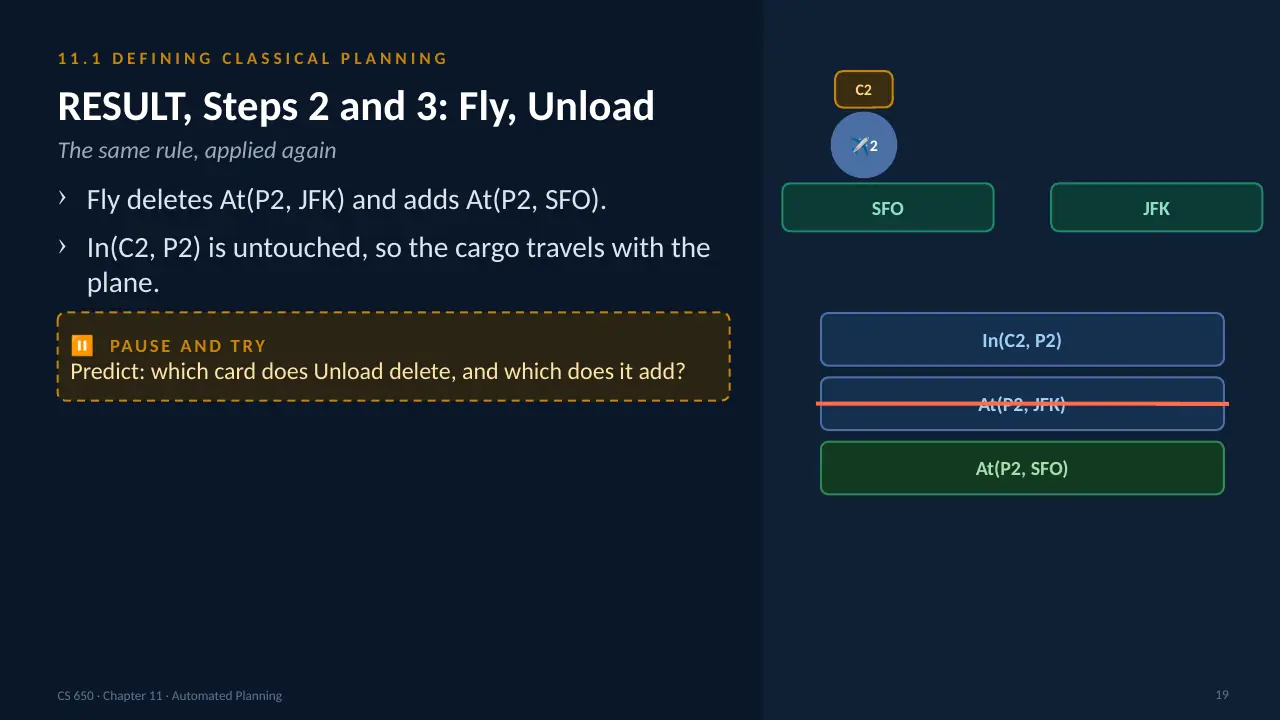 11.1 DEFINING CLASSICAL PLANNING
RESULT, Steps 2 and 3: Fly, Unload
The same rule, applied again
› Fly deletes At(P2, JFK) and adds At(P2, SFO).
› In(C2, P2) is untouched, so the cargo travels with the
plane.
⏸ PAUSE AND TRY
Predict: which card does Unload delete, and which does it add?
C2
✈2
SFO
JFK
In(C2, P2)
At(P2, JFK)
At(P2, SFO)
CS 650 · Chapter 11 · Automated Planning
19